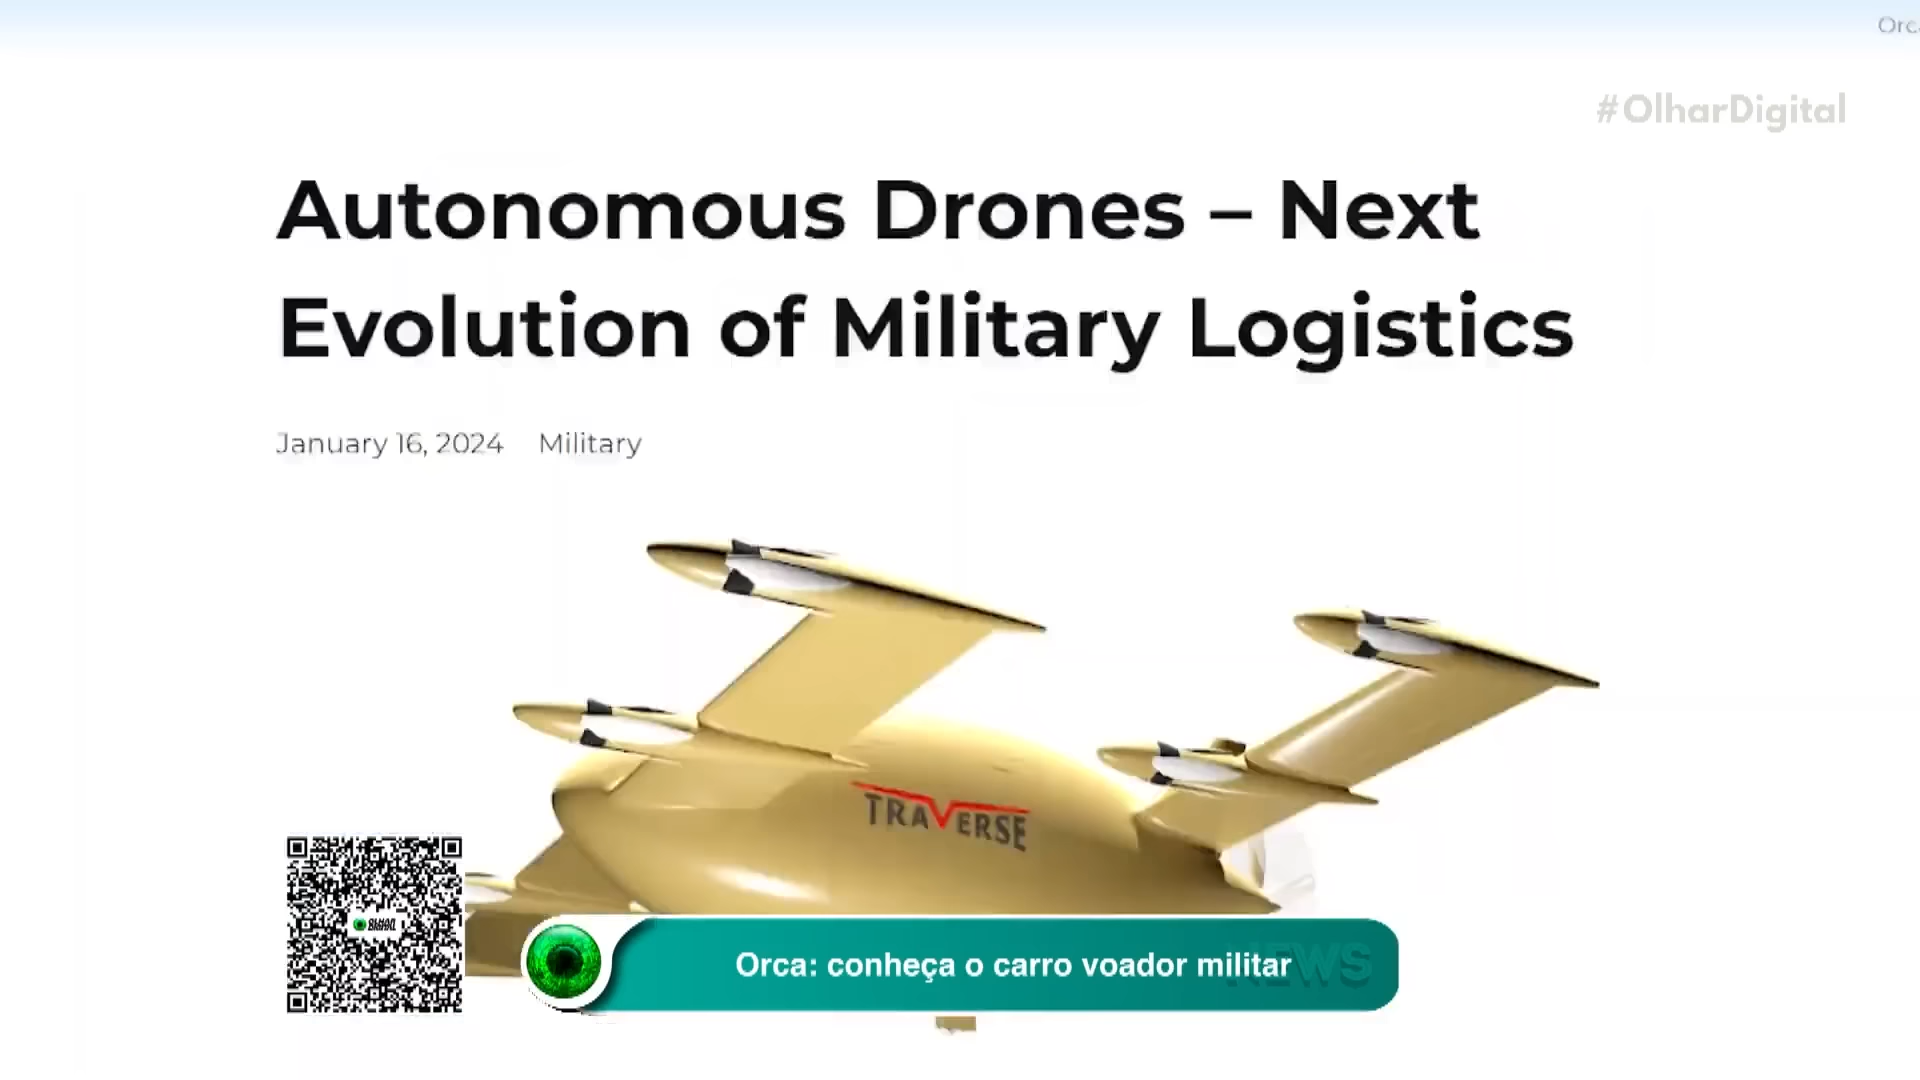 Orc
#OlharDigital
Autonomous Drones – Next
Evolution of Military Logistics
January 16, 2024 Military
TRAVERSE
Orca: conheça o carro voador militar
NEWS